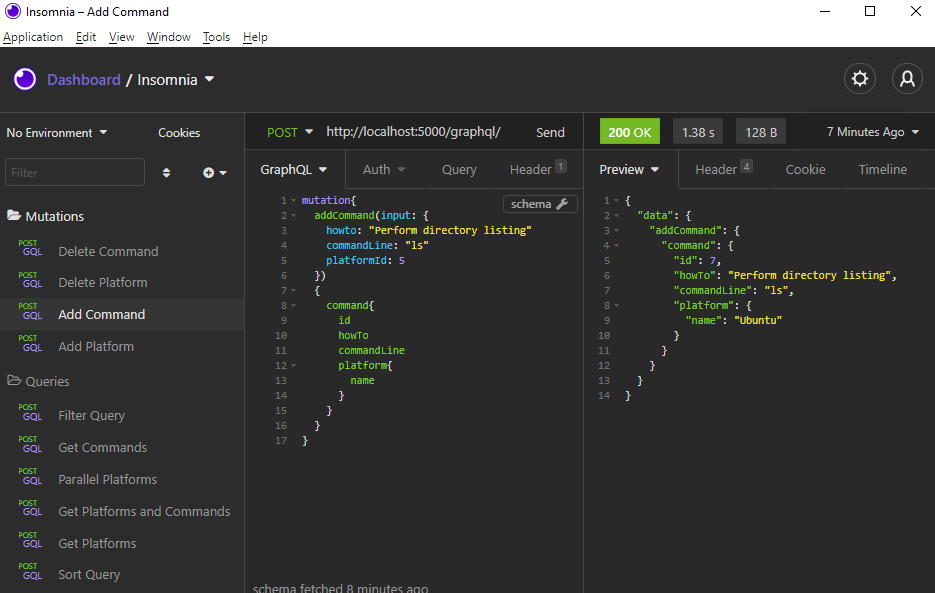 Insomnia – Add Command
Application Edit View Window Tools Help
Dashboard / Insomnia
No Environment Cookies
Filter
Mutations
POST GQL Delete Command
POST GQL Delete Platform
POST GQL Add Command
POST GQL Add Platform
Queries
POST GQL Filter Query
POST GQL Get Commands
POST GQL Parallel Platforms
POST GQL Get Platforms and Commands
POST GQL Get Platforms
POST GQL Sort Query
POST http://localhost:5000/graphql/ Send
GraphQL Auth Query Header 1
schema
1 mutation{
2 addCommand(input: {
3 howto: "Perform directory listing"
4 commandLine: "ls"
5 platformId: 5
6 })
7 {
8 command{
9 id
10 howTo
11 commandLine
12 platform{
13 name
14 }
15 }
16 }
17 }
schema fetched 8 minutes ago
200 OK 1.38 s 128 B 7 Minutes Ago
Preview Header 4 Cookie Timeline
1 {
2 "data": {
3 "addCommand": {
4 "command": {
5 "id": 7,
6 "howTo": "Perform directory listing",
7 "commandLine": "ls",
8 "platform": {
9 "name": "Ubuntu"
10 }
11 }
12 }
13 }
14 }